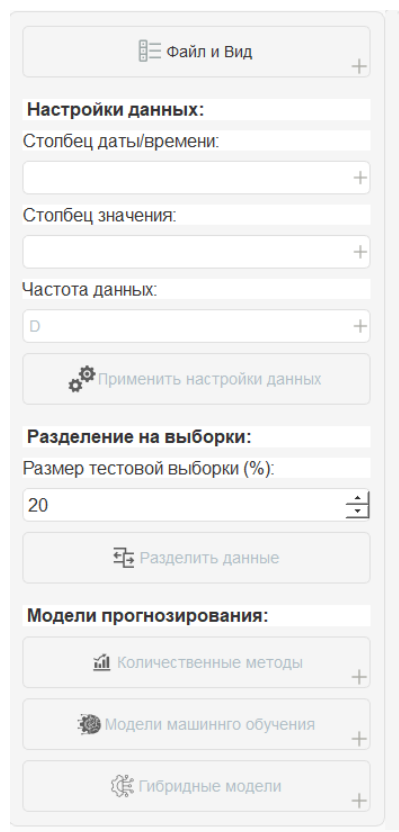 Файл и Вид
Настройки данных:
Столбец даты/времени:
Столбец значения:
Частота данных:
D
Применить настройки данных
Разделение на выборки:
Размер тестовой выборки (%):
20
Разделить данные
Модели прогнозирования:
Количественные методы
Модели машиннго обучения
Гибридные модели